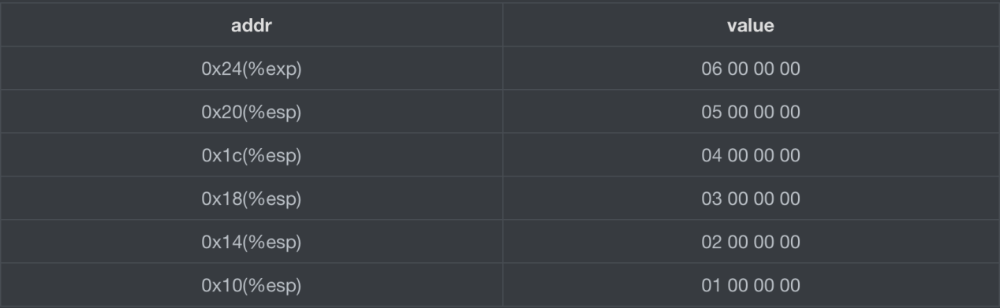 addr value
0x24(%exp) 06 00 00 00
0x20(%esp) 05 00 00 00
0x1c(%esp) 04 00 00 00
0x18(%esp) 03 00 00 00
0x14(%esp) 02 00 00 00
0x10(%esp) 01 00 00 00